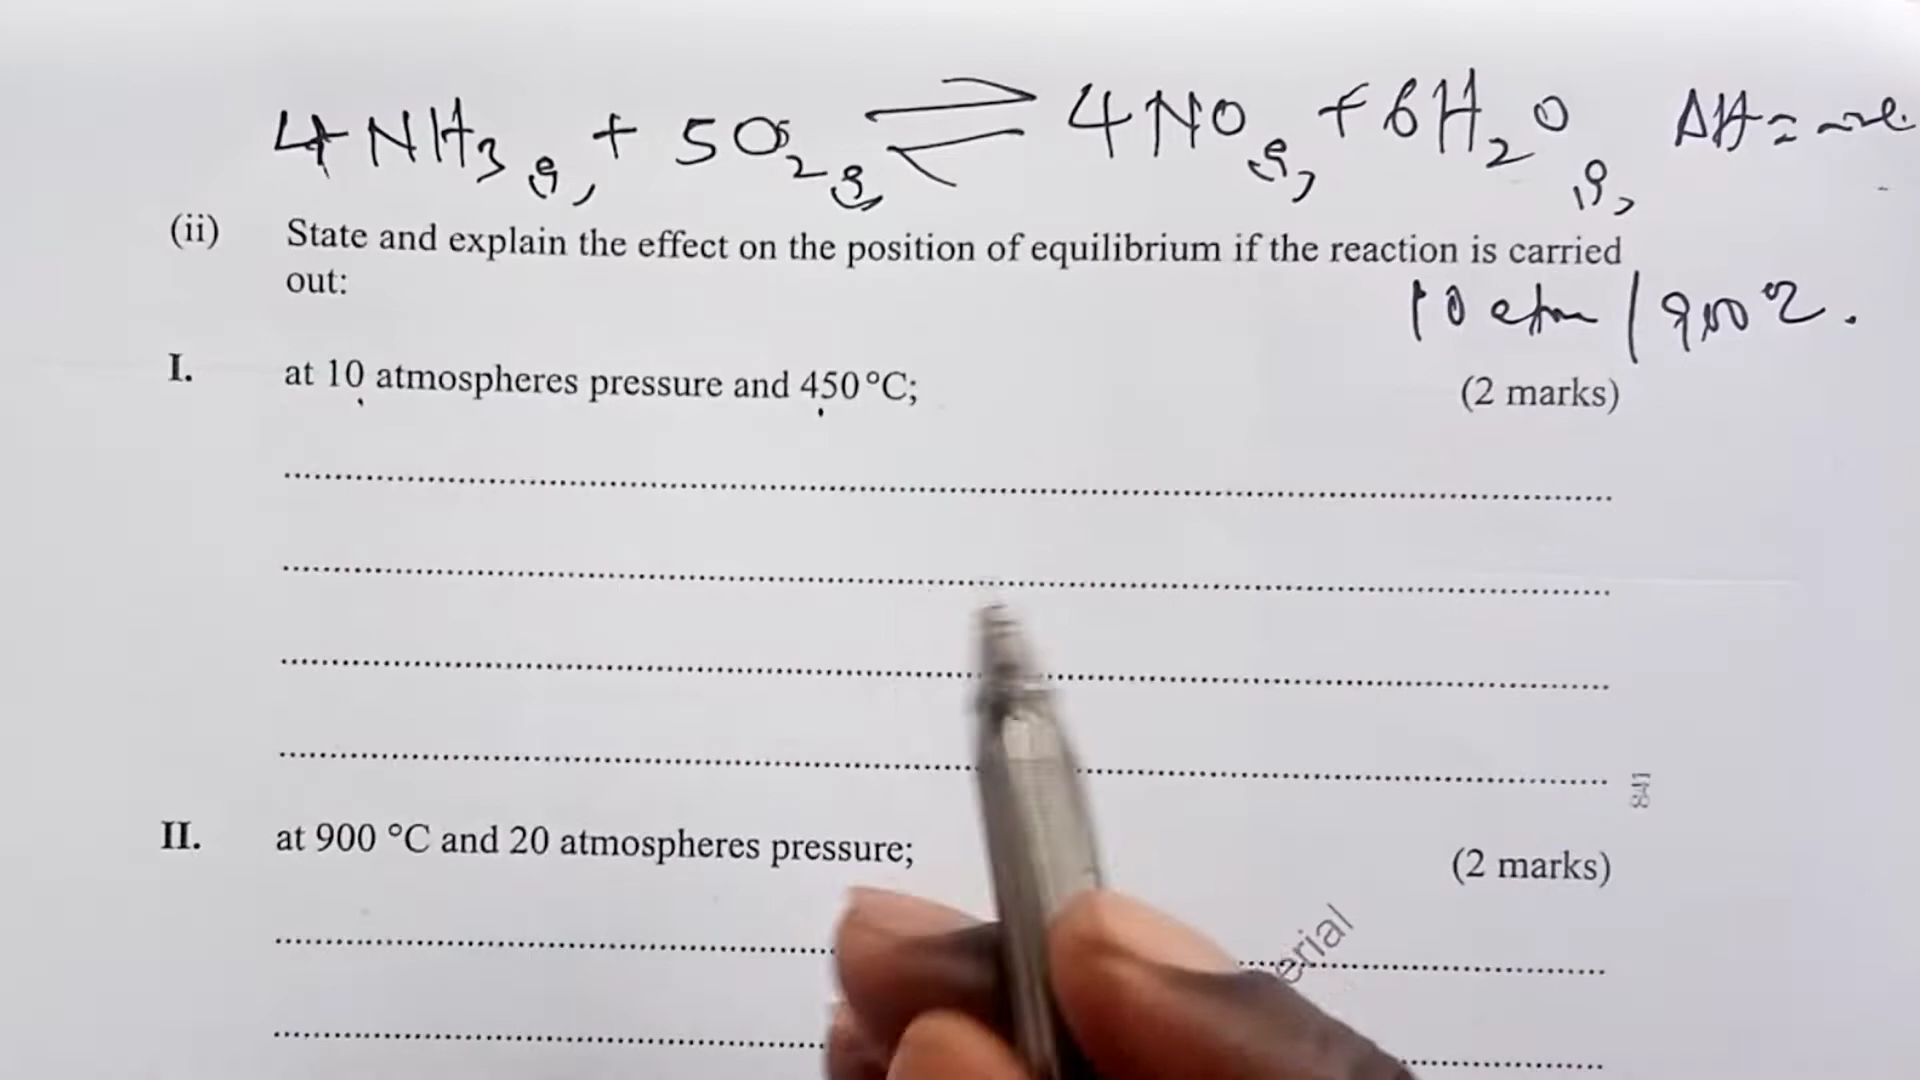 4NH3(g) + 5O2(g) ⇌ 4NO(g) + 6H2O(g) ΔH = -ve
(ii) State and explain the effect on the position of equilibrium if the reaction is carried
out:
10 atm / 900 °C.
I. at 10 atmospheres pressure and 450 °C; (2 marks)
841
II. at 900 °C and 20 atmospheres pressure; (2 marks)
erial